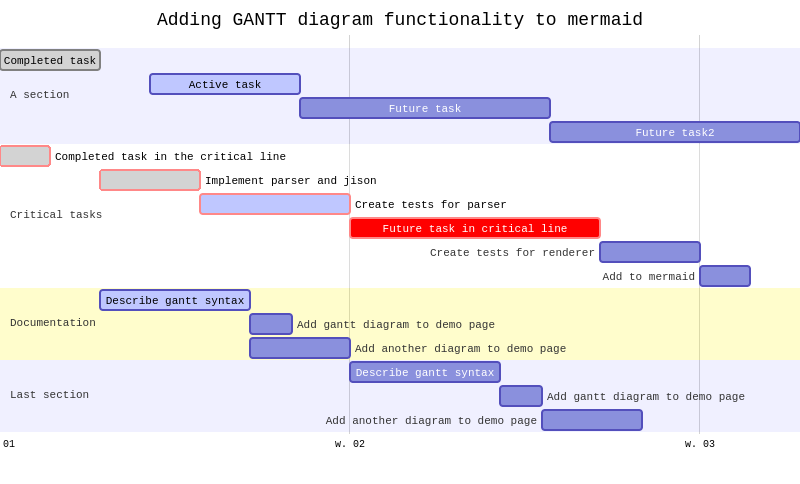 Adding GANTT diagram functionality to mermaid
Completed task
Active task
A section
Future task
Future task2
Completed task in the critical line
Implement parser and jison
Create tests for parser
Critical tasks
Future task in critical line
Create tests for renderer
Add to mermaid
Describe gantt syntax
Documentation
Add gantt diagram to demo page
Add another diagram to demo page
Describe gantt syntax
Last section
Add gantt diagram to demo page
Add another diagram to demo page
01 w. 02 w. 03